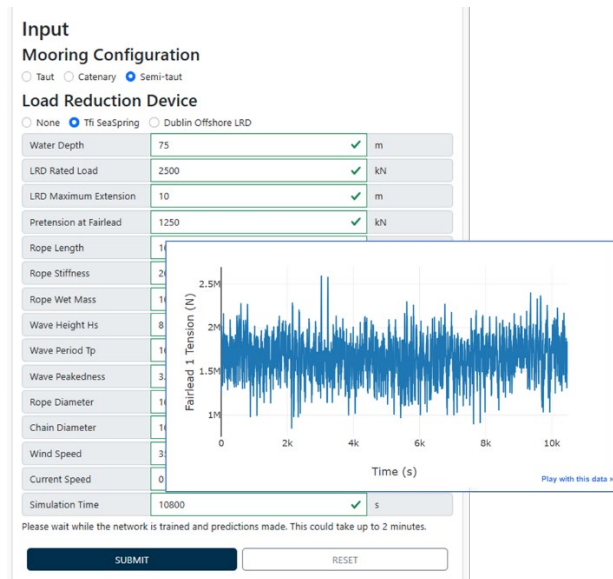 Input
Mooring Configuration
Taut Catenary Semi-taut
Load Reduction Device
None Tfi SeaSpring Dublin Offshore LRD
Water Depth 75 m
LRD Rated Load 2500 kN
LRD Maximum Extension 10 m
Pretension at Fairlead 1250 kN
Rope Length
Rope Stiffness
Rope Wet Mass
Wave Height Hs 8
Wave Period Tp
Wave Peakedness 3.
Rope Diameter
Chain Diameter
Wind Speed
Current Speed 0
Simulation Time 10800 s
Please wait while the network is trained and predictions made. This could take up to 2 minutes.
SUBMIT RESET
Fairlead 1 Tension (N)
2.5M
2M
1.5M
1M
0 2k 4k 6k 8k 10k
Time (s)
Play with this data »